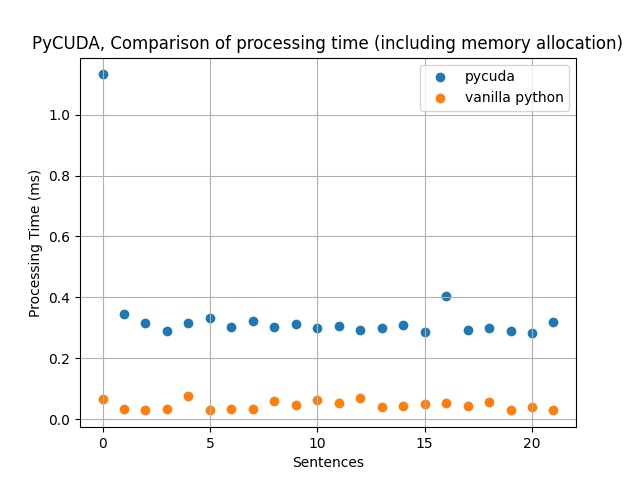 PyCUDA, Comparison of processing time (including memory allocation)
pycuda
vanilla python
1.0
0.8
0.6
0.4
0.2
0.0
Processing Time (ms)
0 5 10 15 20
Sentences